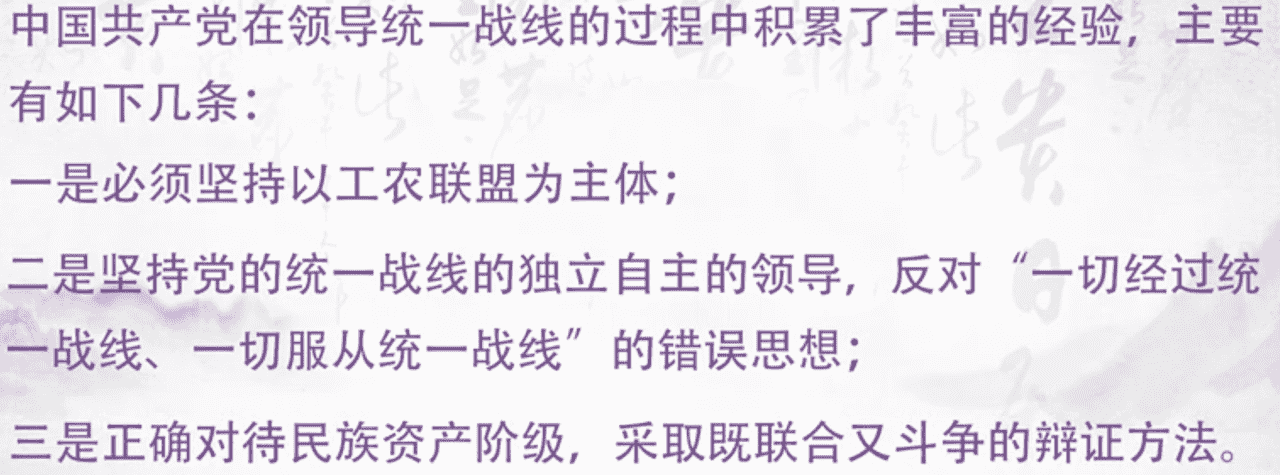 中国共产党在领导统一战线的过程中积累了丰富的经验，主要
有如下几条：
一是必须坚持以工农联盟为主体；
二是坚持党的统一战线的独立自主的领导，反对“一切经过统
一战线、一切服从统一战线”的错误思想；
三是正确对待民族资产阶级，采取既联合又斗争的辩证方法。